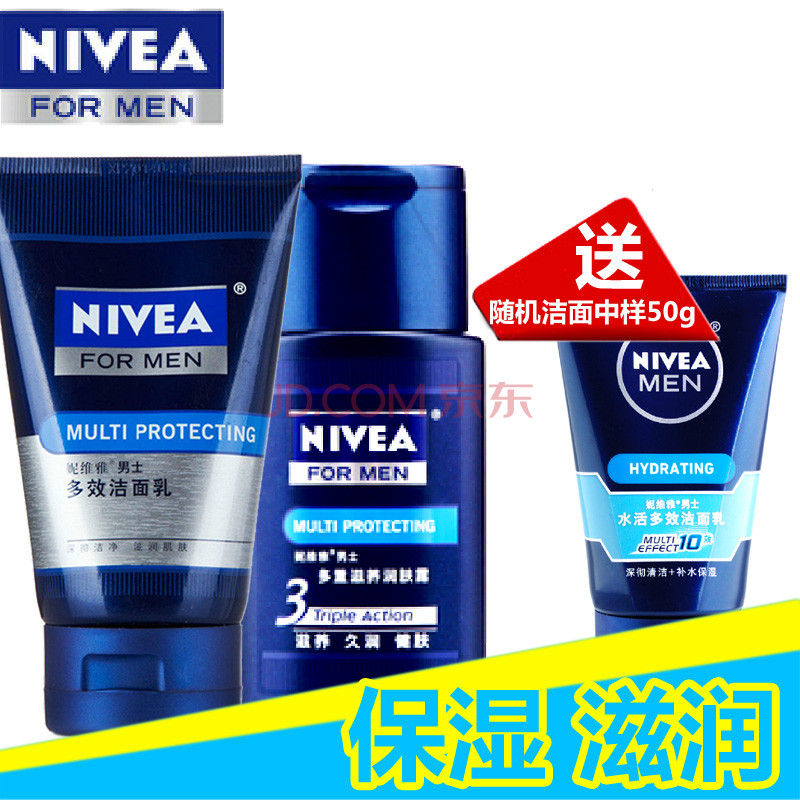 NIVEA
FOR MEN
NIVEA®
FOR MEN
MULTI PROTECTING
妮维雅®男士
多效洁面乳
深彻洁净 滋润肌肤
NIVEA®
FOR MEN
MULTI PROTECTING
妮维雅®男士
多重滋养润肤露
3 Triple Action
滋养 久润 健肤
JD.COM 京东
送
随机洁面中样50g
®
NIVEA
MEN
HYDRATING
妮维雅®男士
水活多效洁面乳
MULTI
EFFECT 10效
深彻清洁+补水保湿
保湿 滋润